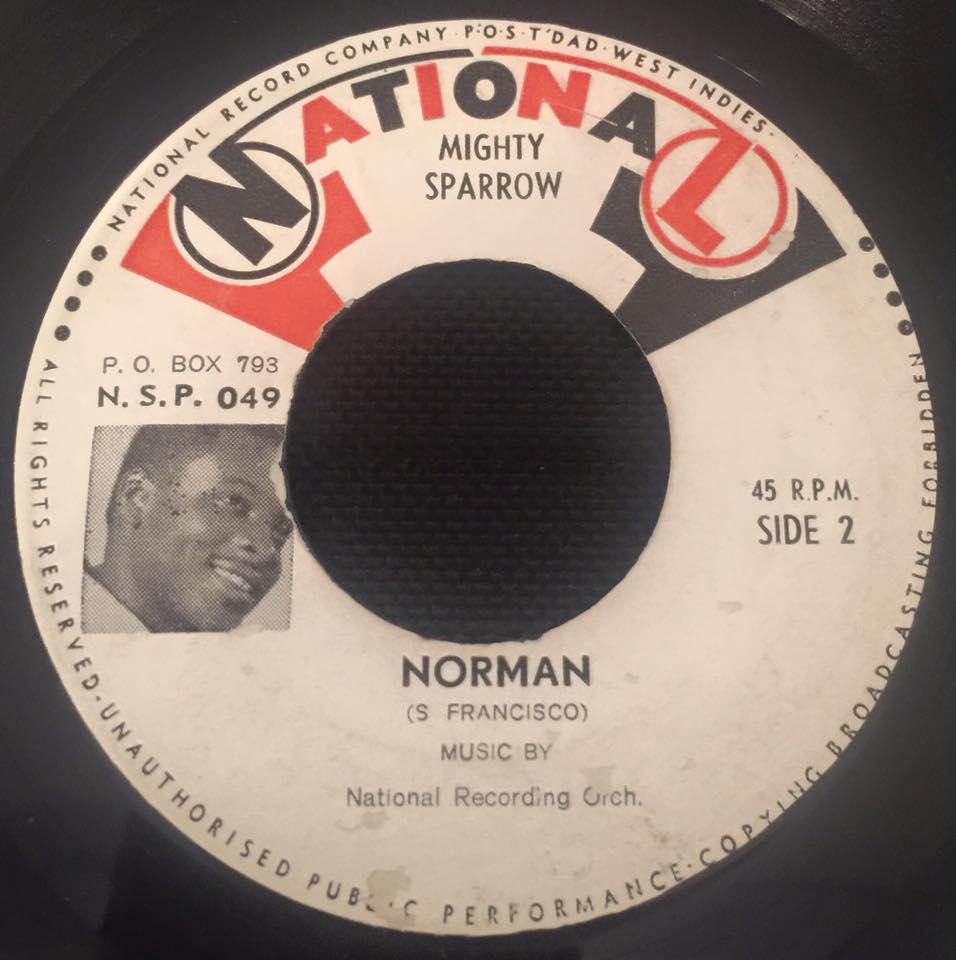 NATIONAL RECORD COMPANY · P·O·S · T'DAD · WEST INDIES ·
NATIONAL
MIGHTY
SPARROW
P. O. BOX 793
N. S. P. 049
45 R.P.M.
SIDE 2
NORMAN
(S FRANCISCO)
MUSIC BY
National Recording Orch.
ALL RIGHTS RESERVED · UNAUTHORISED PUBLIC PERFORMANCE · COPYING BROADCASTING FORBIDDEN